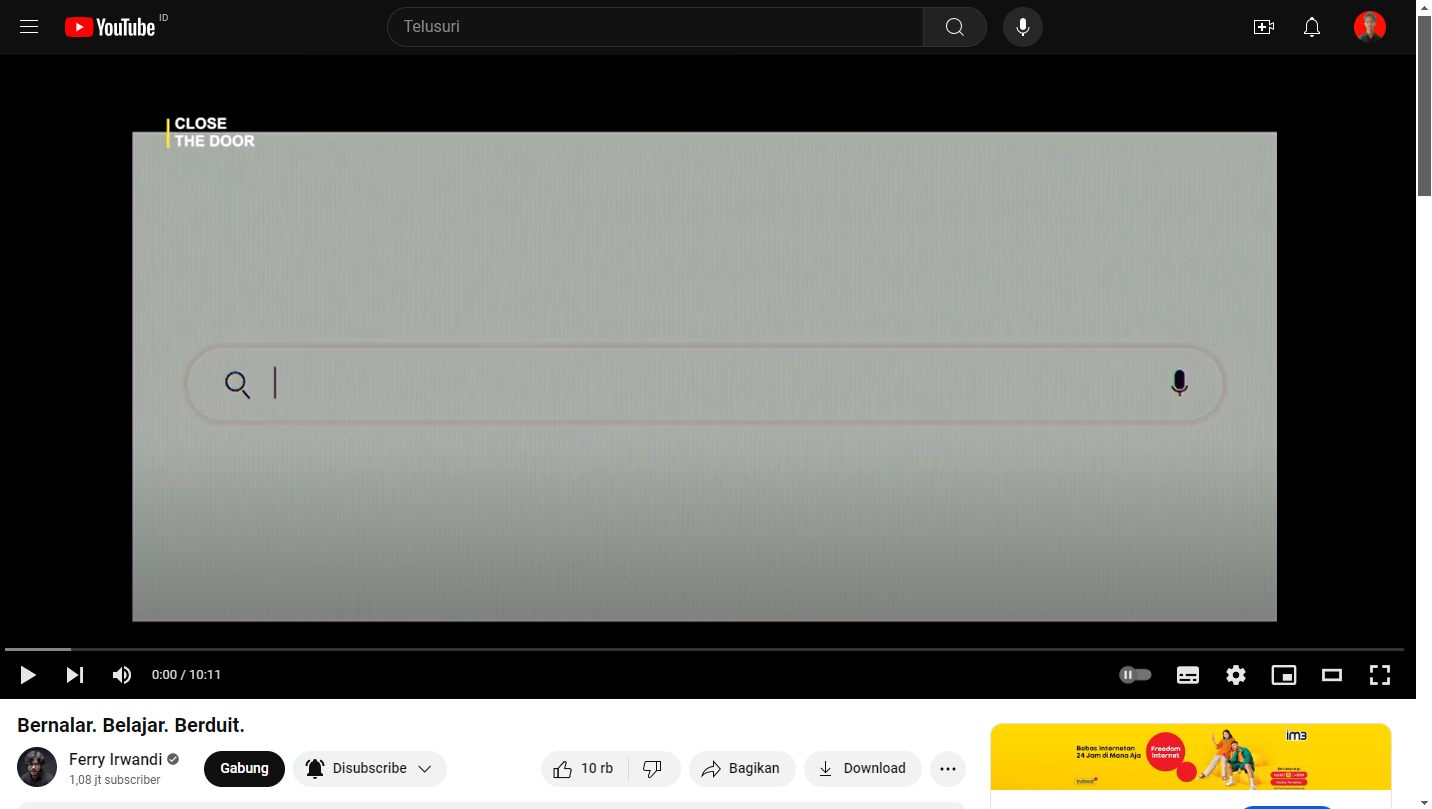 YouTube ID
Telusuri
CLOSE
THE DOOR
0:00 / 10:11
Bernalar. Belajar. Berduit.
Ferry Irwandi
1,08 jt subscriber
Gabung
Disubscribe
10 rb
Bagikan
Download
Bebas Internetan
24 Jam di Mana Aja
Freedom
Internet
im3